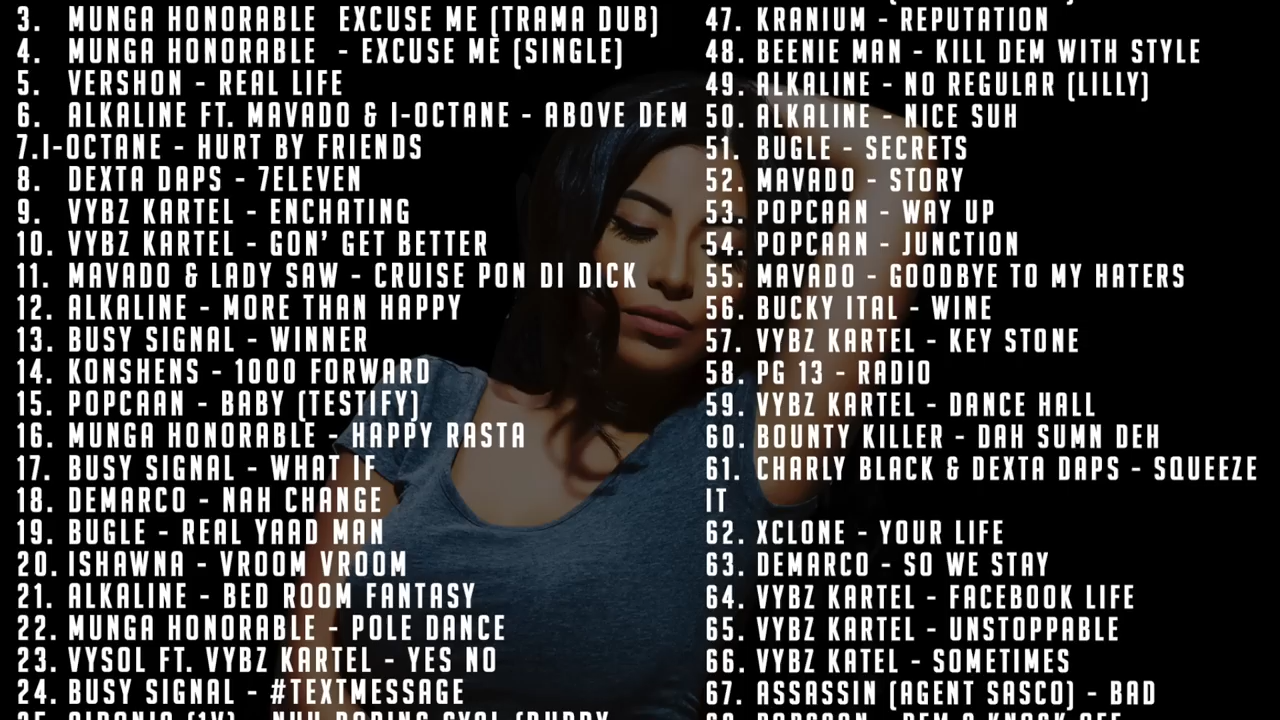 3. MUNGA HONORABLE EXCUSE ME (TRAMA DUB)
4. MUNGA HONORABLE - EXCUSE ME (SINGLE)
5. VERSHON - REAL LIFE
6. ALKALINE FT. MAVADO & I-OCTANE - ABOVE DEM
7.I-OCTANE - HURT BY FRIENDS
8. DEXTA DAPS - 7ELEVEN
9. VYBZ KARTEL - ENCHATING
10. VYBZ KARTEL - GON' GET BETTER
11. MAVADO & LADY SAW - CRUISE PON DI DICK
12. ALKALINE - MORE THAN HAPPY
13. BUSY SIGNAL - WINNER
14. KONSHENS - 1000 FORWARD
15. POPCAAN - BABY (TESTIFY)
16. MUNGA HONORABLE - HAPPY RASTA
17. BUSY SIGNAL - WHAT IF
18. DEMARCO - NAH CHANGE
19. BUGLE - REAL YAAD MAN
20. ISHAWNA - VROOM VROOM
21. ALKALINE - BED ROOM FANTASY
22. MUNGA HONORABLE - POLE DANCE
23. VYSOL FT. VYBZ KARTEL - YES NO
24. BUSY SIGNAL - #TEXTMESSAGE
47. KRANIUM - REPUTATION
48. BEENIE MAN - KILL DEM WITH STYLE
49. ALKALINE - NO REGULAR (LILLY)
50. ALKALINE - NICE SUH
51. BUGLE - SECRETS
52. MAVADO - STORY
53. POPCAAN - WAY UP
54. POPCAAN - JUNCTION
55. MAVADO - GOODBYE TO MY HATERS
56. BUCKY ITAL - WINE
57. VYBZ KARTEL - KEY STONE
58. PG 13 - RADIO
59. VYBZ KARTEL - DANCE HALL
60. BOUNTY KILLER - DAH SUMN DEH
61. CHARLY BLACK & DEXTA DAPS - SQUEEZE
IT
62. XCLONE - YOUR LIFE
63. DEMARCO - SO WE STAY
64. VYBZ KARTEL - FACEBOOK LIFE
65. VYBZ KARTEL - UNSTOPPABLE
66. VYBZ KATEL - SOMETIMES
67. ASSASSIN (AGENT SASCO) - BAD